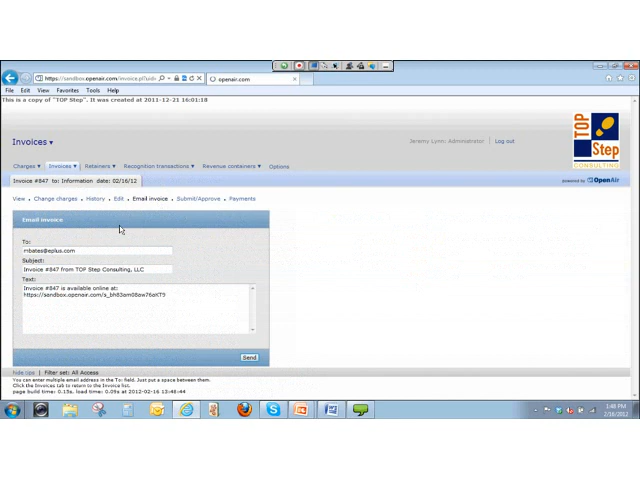 https://sandbox.openair.com/invoice.pl?uid=
openair.com
File Edit View Favorites Tools Help
This is a copy of "TOP Step". It was created at 2011-12-21 16:01:18
Invoices
Jeremy Lynn: Administrator Log out
TOP Step CONSULTING
Charges Invoices Retainers Recognition transactions Revenue containers Options
Invoice #847 to: Information date: 02/16/12
powered by OpenAir
View Change charges History Edit Email invoice Submit/Approve Payments
Email invoice
To:
mbates@eplus.com
Subject:
Invoice #847 from TOP Step Consulting, LLC
Text:
Invoice #847 is available online at:
Send
Hide tips | Filter set: All Access
You can enter multiple email address in the To: field. Just put a space between them.
Click the Invoices tab to return to the Invoice list.
page build time: 0.15s, load time: 0.09s at 2012-02-16 13:48:44
1:48 PM
2/16/2012